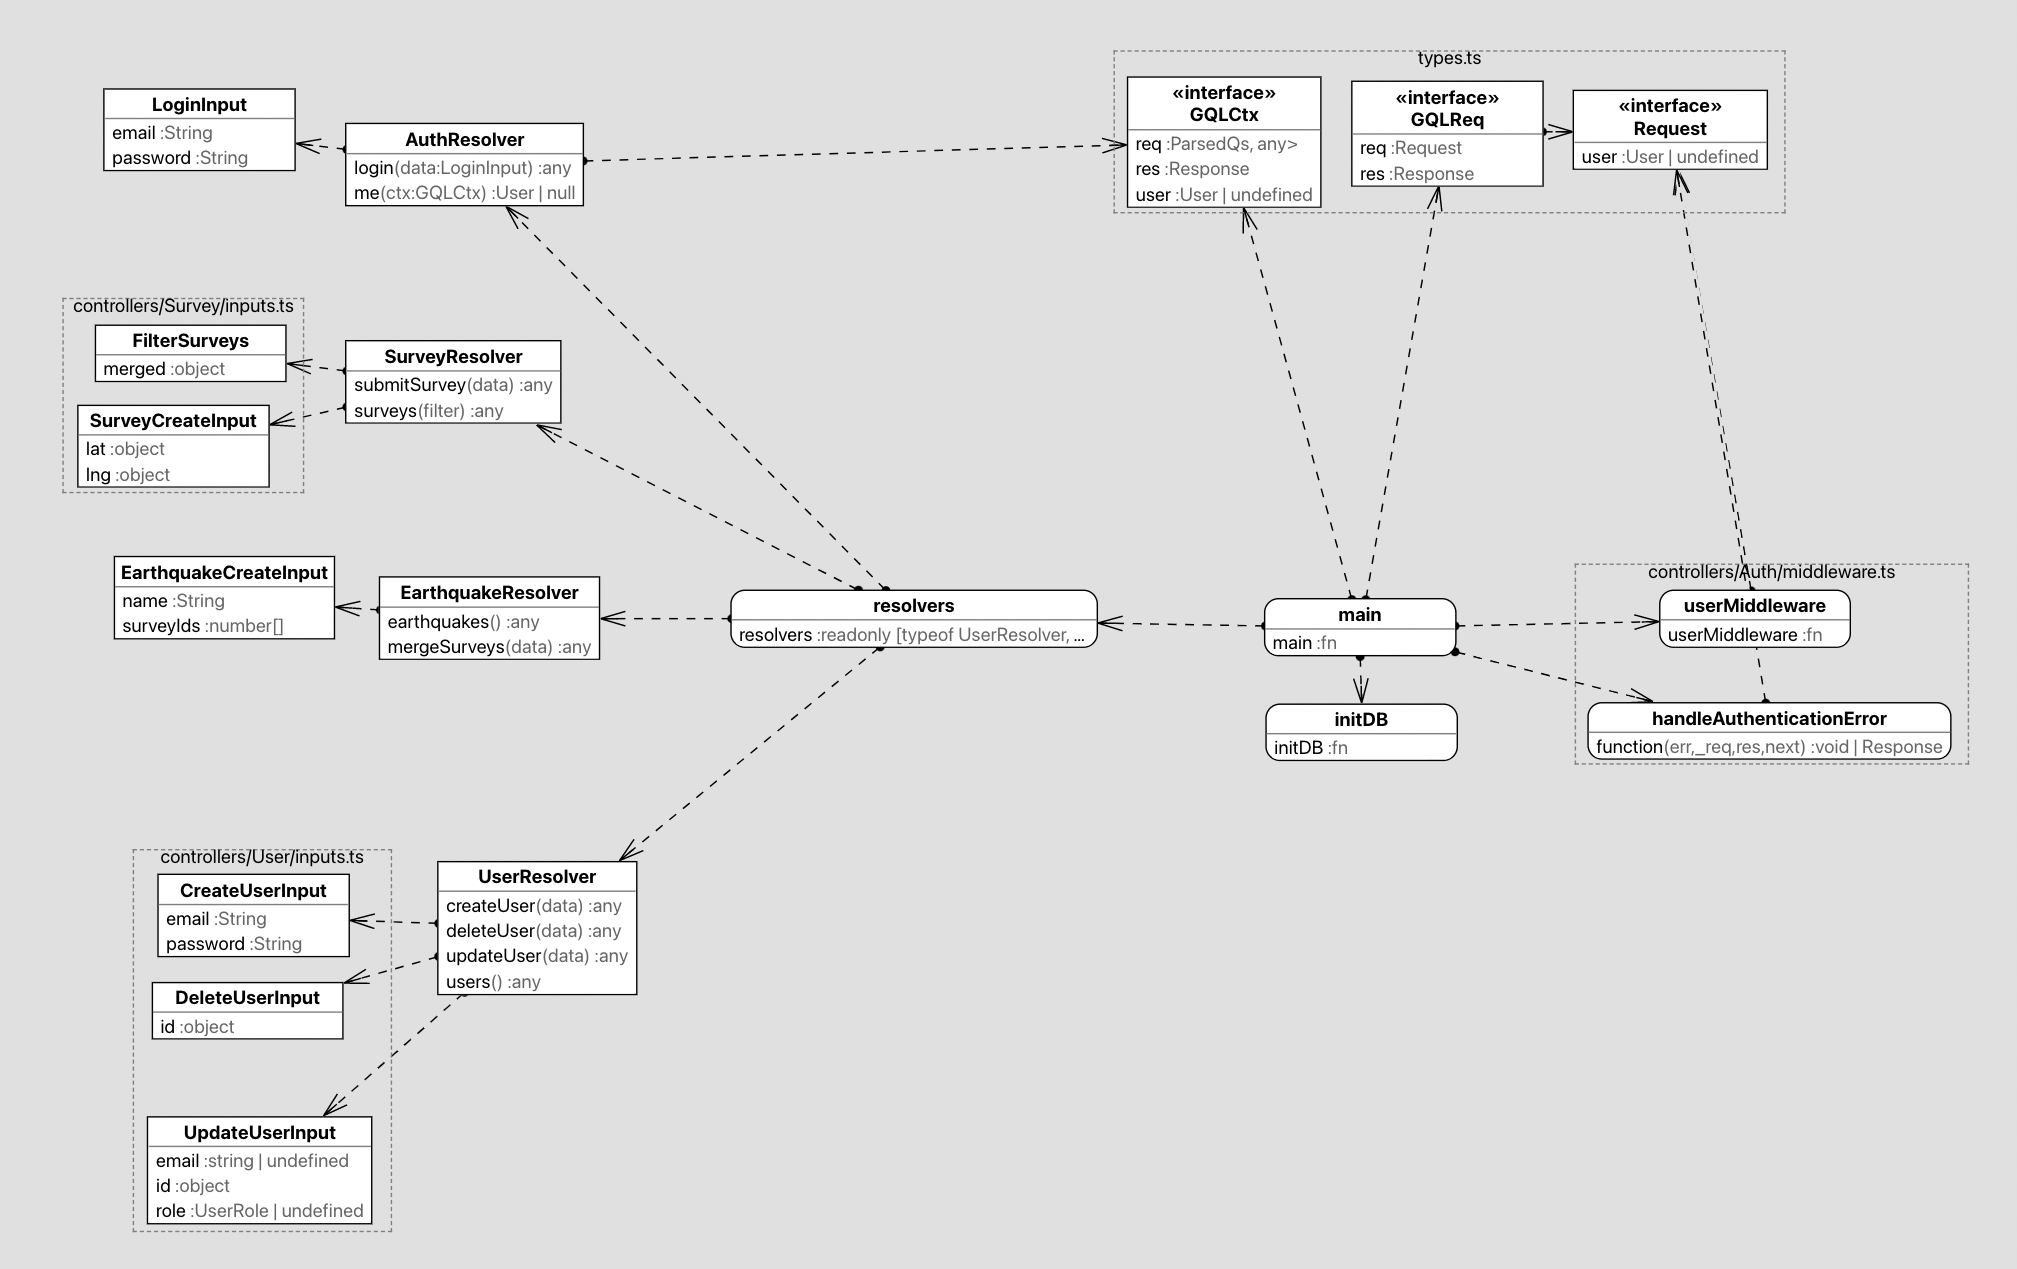 types.ts
«interface»
GQLCtx
req :ParsedQs, any>
res :Response
user :User | undefined
«interface»
GQLReq
req :Request
res :Response
«interface»
Request
user :User | undefined
LoginInput
email :String
password :String
AuthResolver
login(data:LoginInput) :any
me(ctx:GQLCtx) :User | null
controllers/Survey/inputs.ts
FilterSurveys
merged :object
SurveyCreateInput
lat :object
lng :object
SurveyResolver
submitSurvey(data) :any
surveys(filter) :any
EarthquakeCreateInput
name :String
surveyIds :number[]
EarthquakeResolver
earthquakes() :any
mergeSurveys(data) :any
resolvers
resolvers :readonly [typeof UserResolver, ...
main
main :fn
initDB
initDB :fn
controllers/Auth/middleware.ts
userMiddleware
userMiddleware :fn
handleAuthenticationError
function(err,_req,res,next) :void | Response
controllers/User/inputs.ts
CreateUserInput
email :String
password :String
DeleteUserInput
id :object
UpdateUserInput
email :string | undefined
id :object
role :UserRole | undefined
UserResolver
createUser(data) :any
deleteUser(data) :any
updateUser(data) :any
users() :any